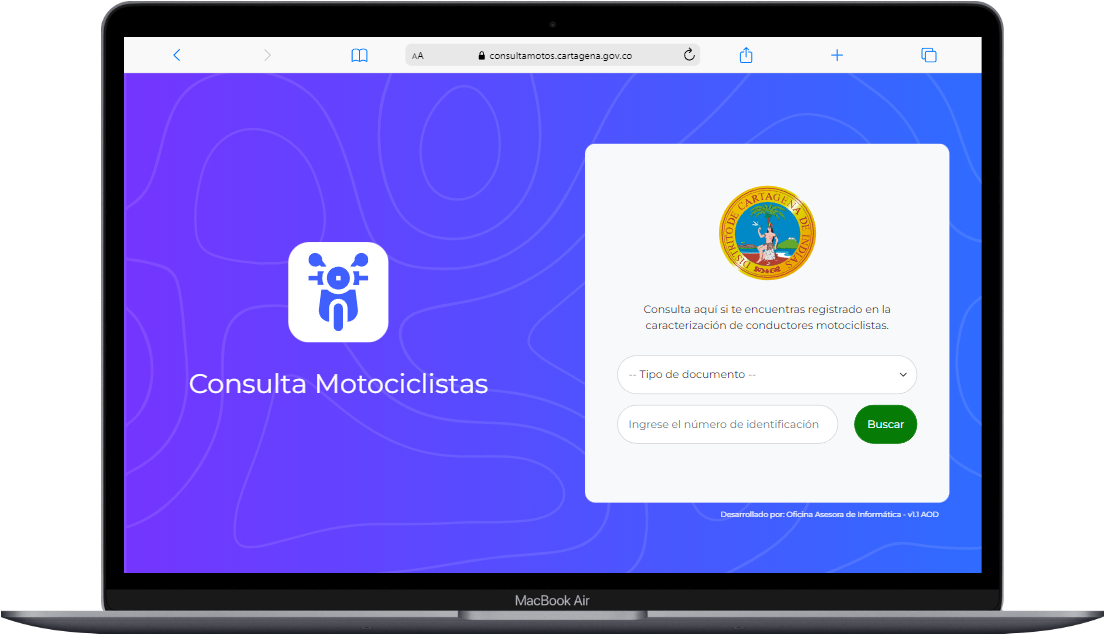 AA
consultamotos.cartagena.gov.co
DISTRITO DE CARTAGENA DE INDIAS
Consulta aquí si te encuentras registrado en la
caracterización de conductores motociclistas.
Consulta Motociclistas
-- Tipo de documento --
Ingrese el número de identificación
Buscar
Desarrollado por: Oficina Asesora de Informática - v1.1 AOD
MacBook Air